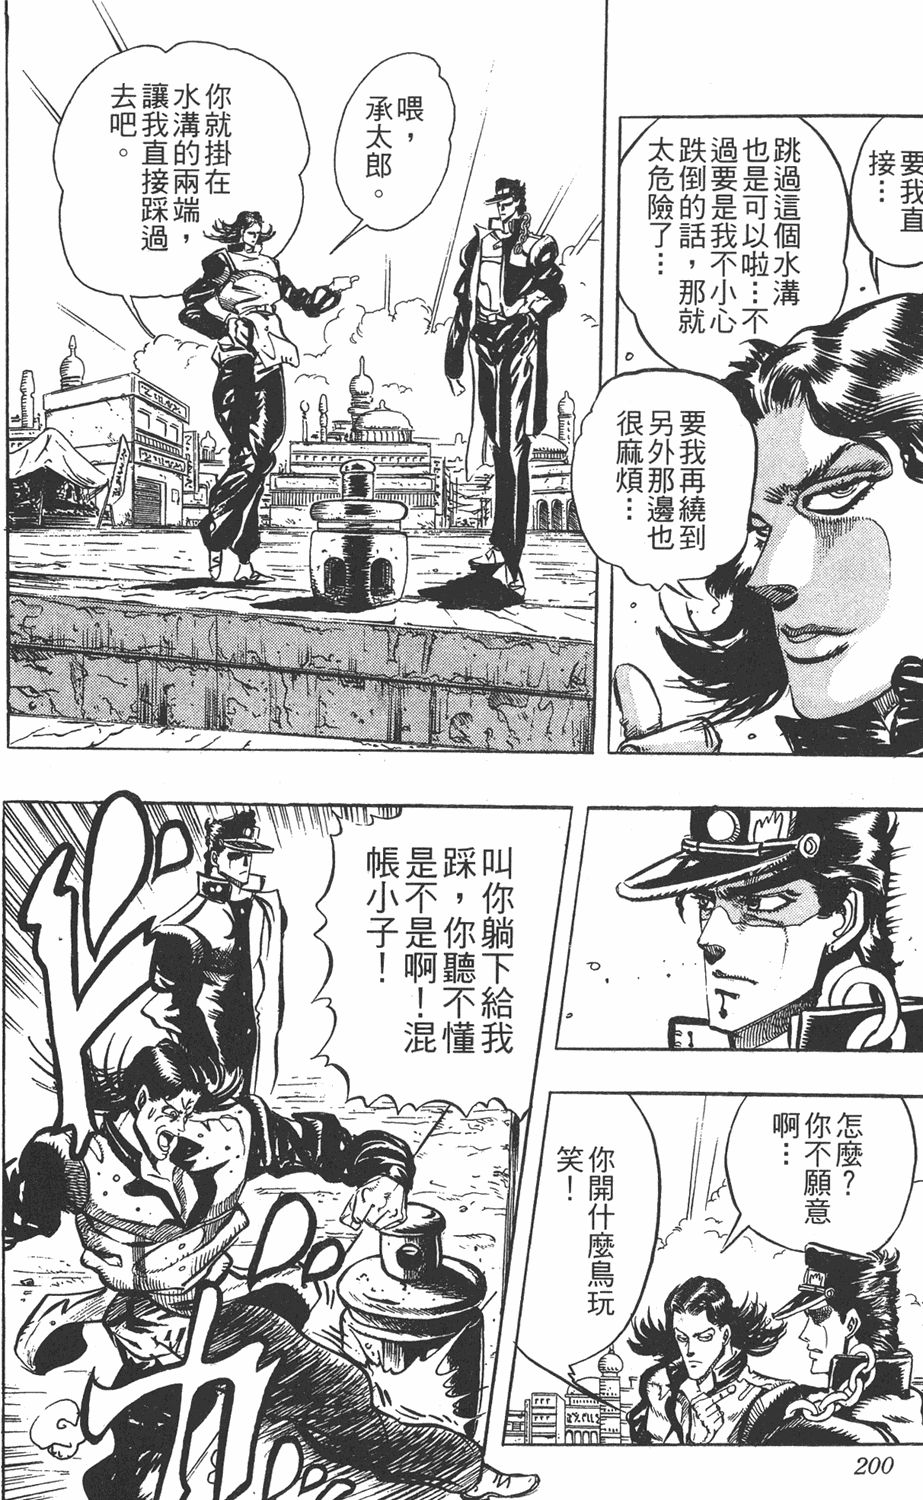 要我直
接⋯
跳過這個水溝
也是可以啦⋯不
過要是我不小心
跌倒的話，那就
太危險了⋯
要我再繞到
另外那邊也
很麻煩⋯
喂，
承太郎。
你就掛在
水溝的兩端，
讓我直接踩過
去吧。
怎麼？
你不願意
啊⋯
你開什麼鳥玩
笑！
叫你躺下給我
踩，你聽不懂
是不是啊！混
帳小子！
200